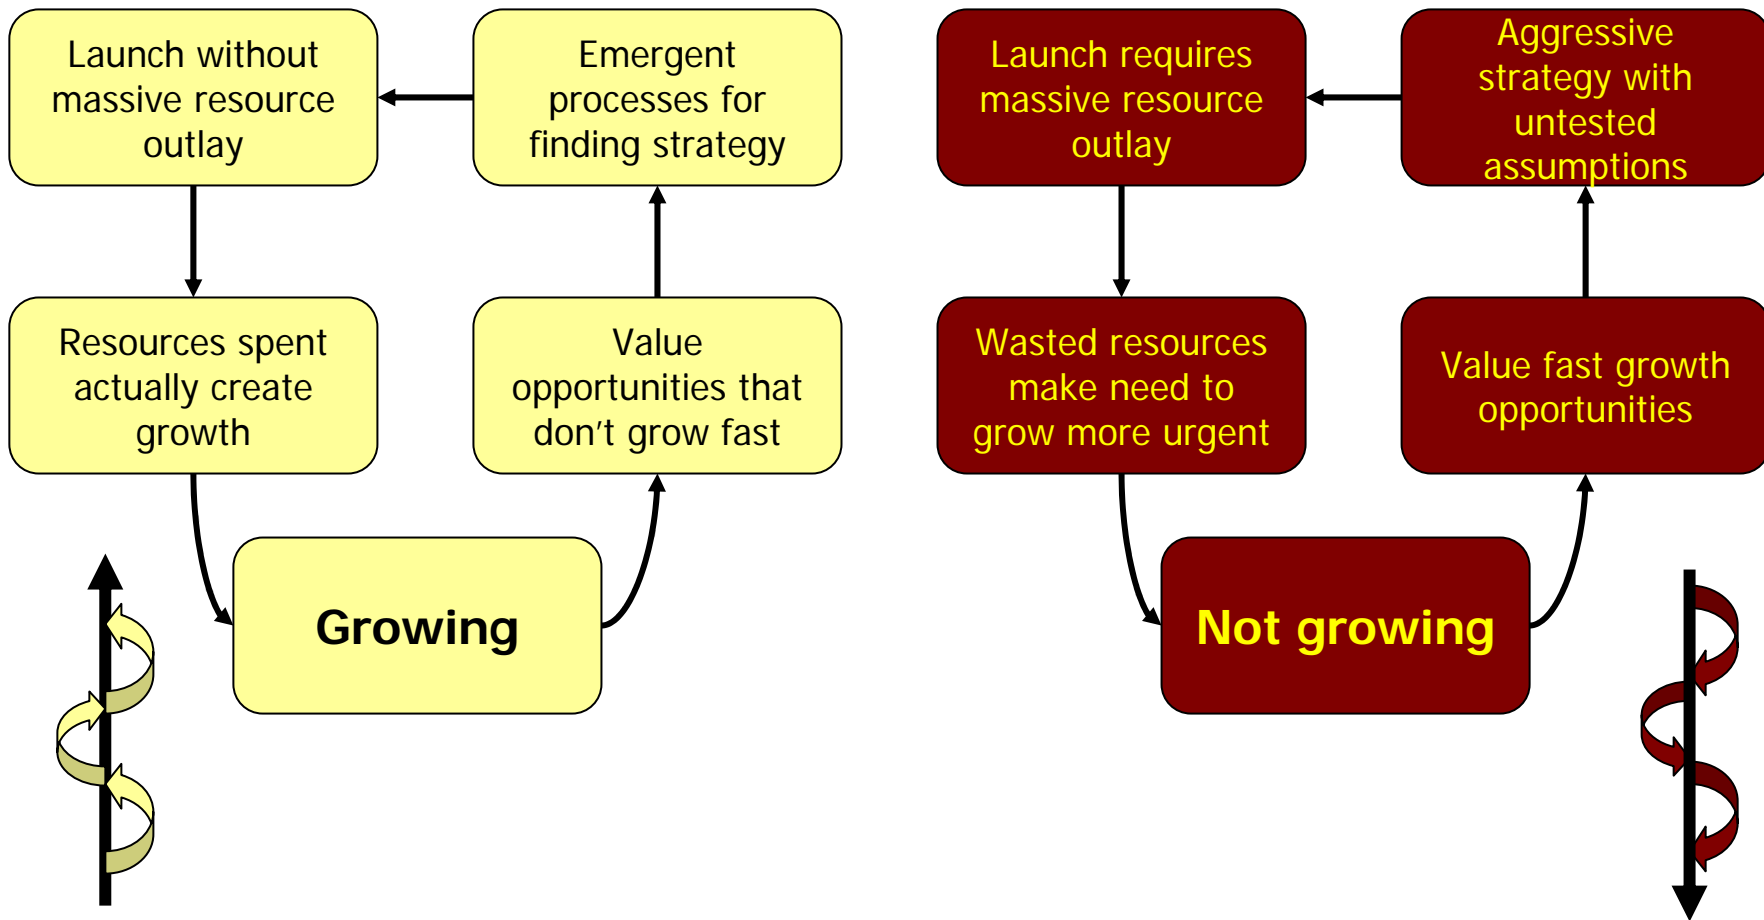 Launch without
massive resource
outlay
Emergent
processes for
finding strategy
Resources spent
actually create
growth
Value
opportunities that
don't grow fast
Growing
Launch requires
massive resource
outlay
Aggressive
strategy with
untested
assumptions
Wasted resources
make need to
grow more urgent
Value fast growth
opportunities
Not growing